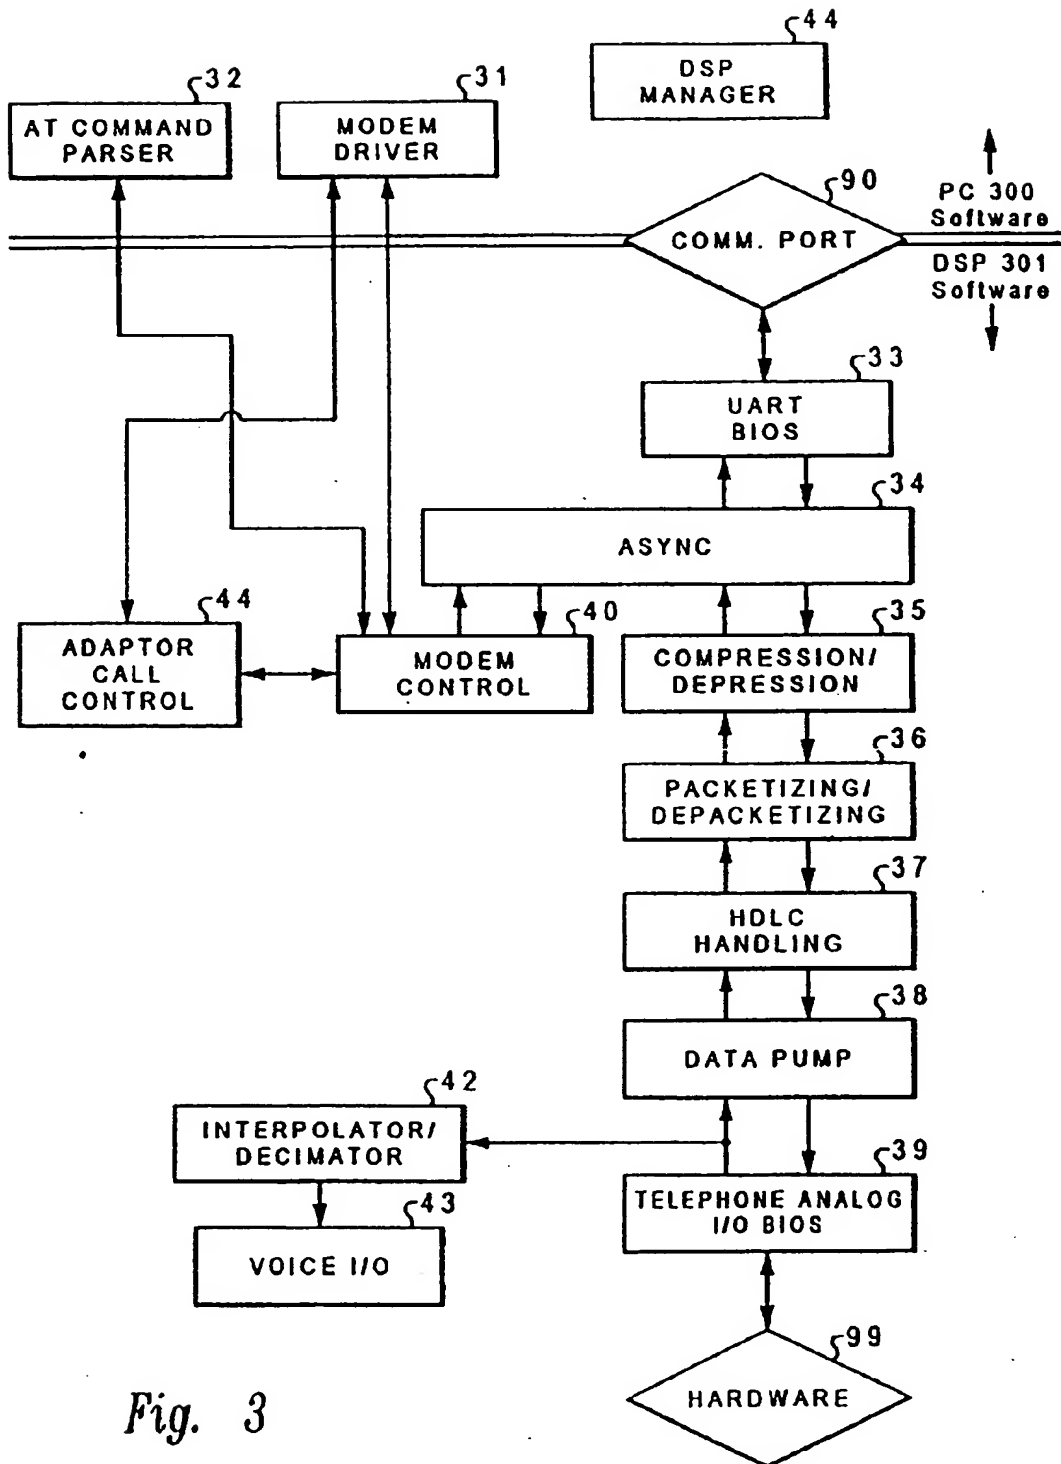 44
DSP
MANAGER
32
AT COMMAND
PARSER
31
MODEM
DRIVER
90
COMM. PORT
PC 300
Software
DSP 301
Software
33
UART
BIOS
34
ASYNC
44
ADAPTOR
CALL
CONTROL
40
MODEM
CONTROL
35
COMPRESSION/
DEPRESSION
36
PACKETIZING/
DEPACKETIZING
37
HDLC
HANDLING
38
DATA PUMP
42
INTERPOLATOR/
DECIMATOR
39
TELEPHONE ANALOG
I/O BIOS
43
VOICE I/O
99
HARDWARE
Fig. 3